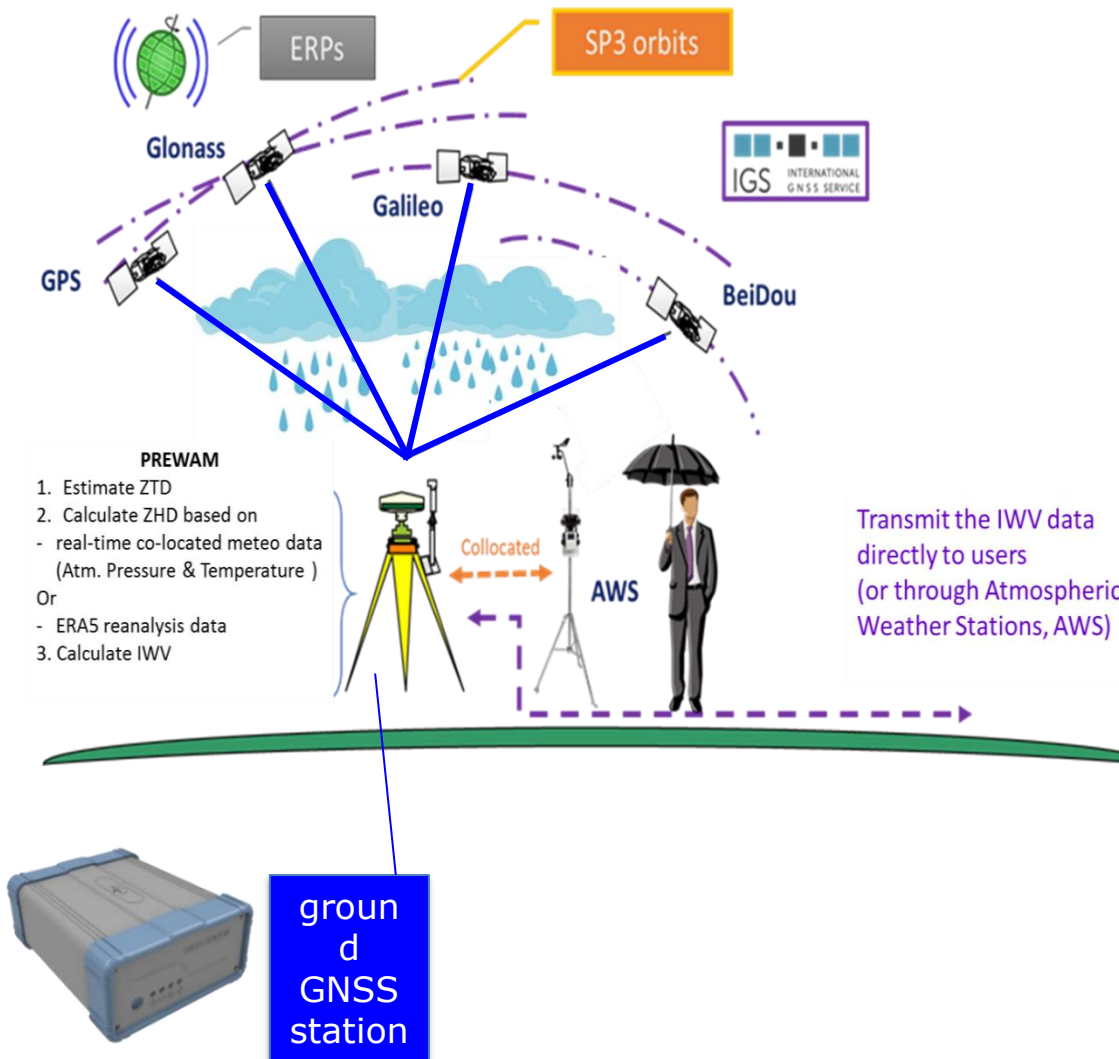 ERPs
SP3 orbits
Glonass
IGS
INTERNATIONAL
GNSS SERVICE
Galileo
GPS
BeiDou
PREWAM
1. Estimate ZTD
2. Calculate ZHD based on
- real-time co-located meteo data
(Atm. Pressure & Temperature )
Or
- ERA5 reanalysis data
3. Calculate IWV
Collocated
AWS
Transmit the IWV data
directly to users
(or through Atmospheric
Weather Stations, AWS)
groun
d
GNSS
station